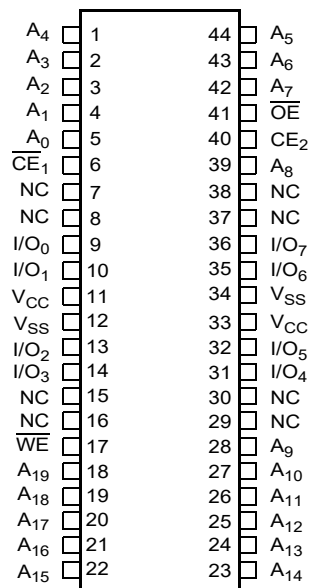 A4 1 44 A5
A3 2 43 A6
A2 3 42 A7
A1 4 41 O̅E̅
A0 5 40 CE2
C̅E̅1 6 39 A8
NC 7 38 NC
NC 8 37 NC
I/O0 9 36 I/O7
I/O1 10 35 I/O6
VCC 11 34 VSS
VSS 12 33 VCC
I/O2 13 32 I/O5
I/O3 14 31 I/O4
NC 15 30 NC
NC 16 29 NC
W̅E̅ 17 28 A9
A19 18 27 A10
A18 19 26 A11
A17 20 25 A12
A16 21 24 A13
A15 22 23 A14